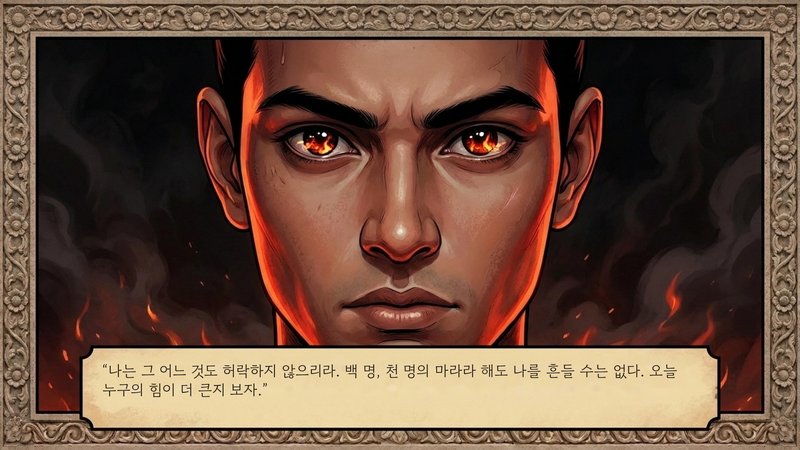 “나는 그 어느 것도 허락하지 않으리라. 백 명, 천 명의 마라라 해도 나를 흔들 수는 없다. 오늘
누구의 힘이 더 큰지 보자.”